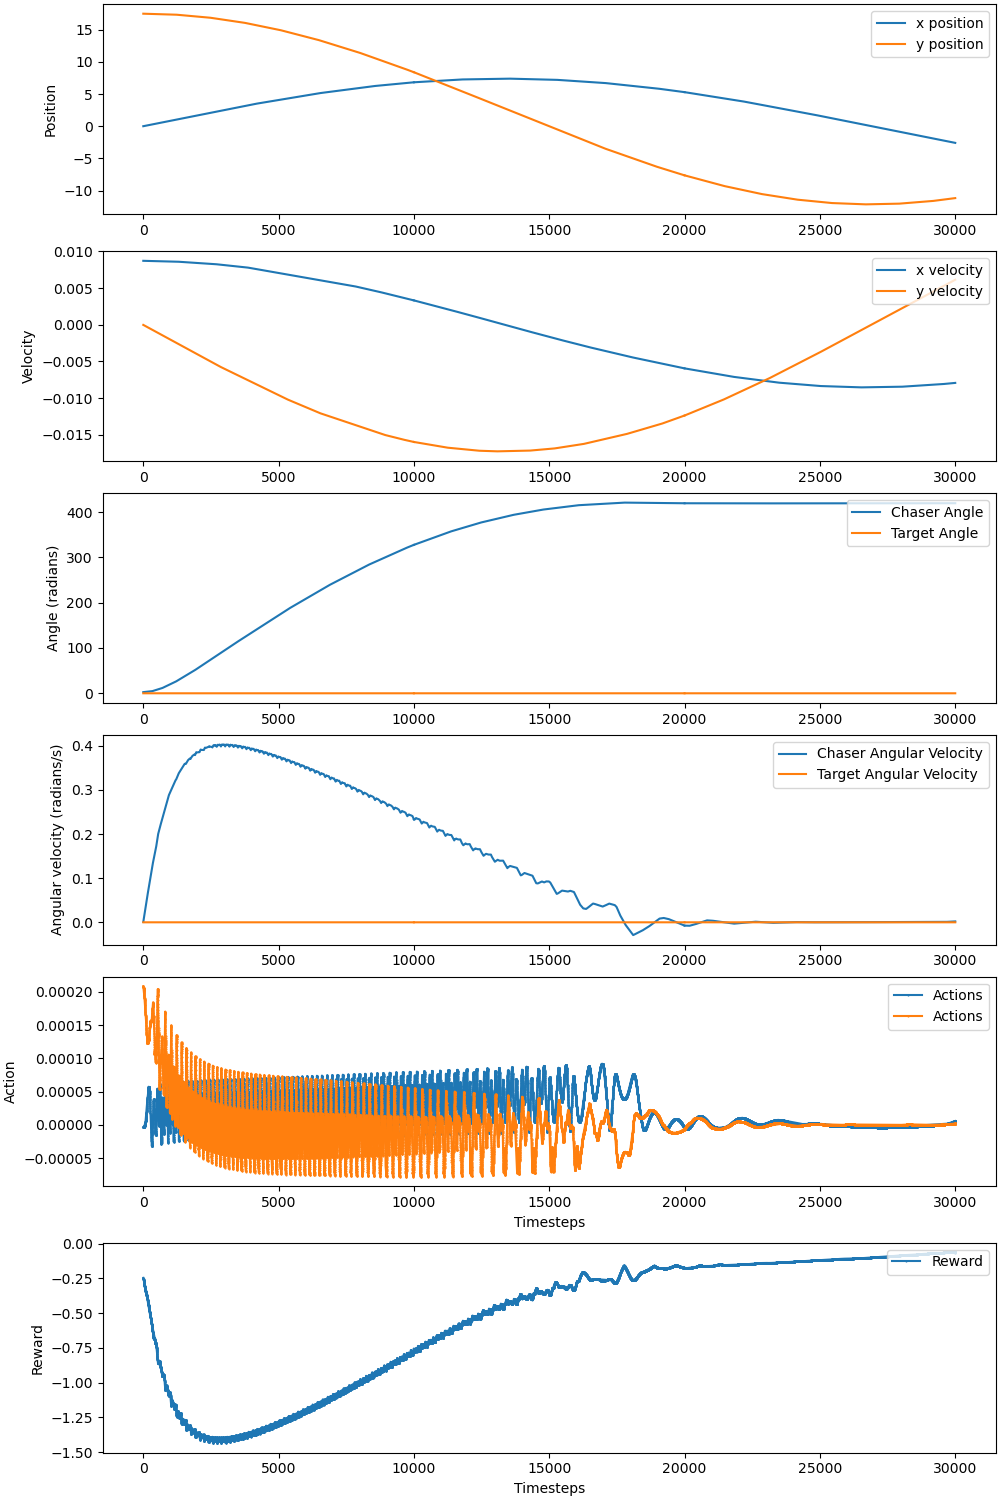 15
10
5
0
−5
−10
Position
x position
y position
0 5000 10000 15000 20000 25000 30000
0.010
0.005
0.000
−0.005
−0.010
−0.015
Velocity
x velocity
y velocity
0 5000 10000 15000 20000 25000 30000
400
300
200
100
0
Angle (radians)
Chaser Angle
Target Angle
0 5000 10000 15000 20000 25000 30000
0.4
0.3
0.2
0.1
0.0
Angular velocity (radians/s)
Chaser Angular Velocity
Target Angular Velocity
0 5000 10000 15000 20000 25000 30000
0.00020
0.00015
0.00010
0.00005
0.00000
−0.00005
Action
Actions
Actions
0 5000 10000 15000 20000 25000 30000
Timesteps
0.00
−0.25
−0.50
−0.75
−1.00
−1.25
−1.50
Reward
Reward
0 5000 10000 15000 20000 25000 30000
Timesteps